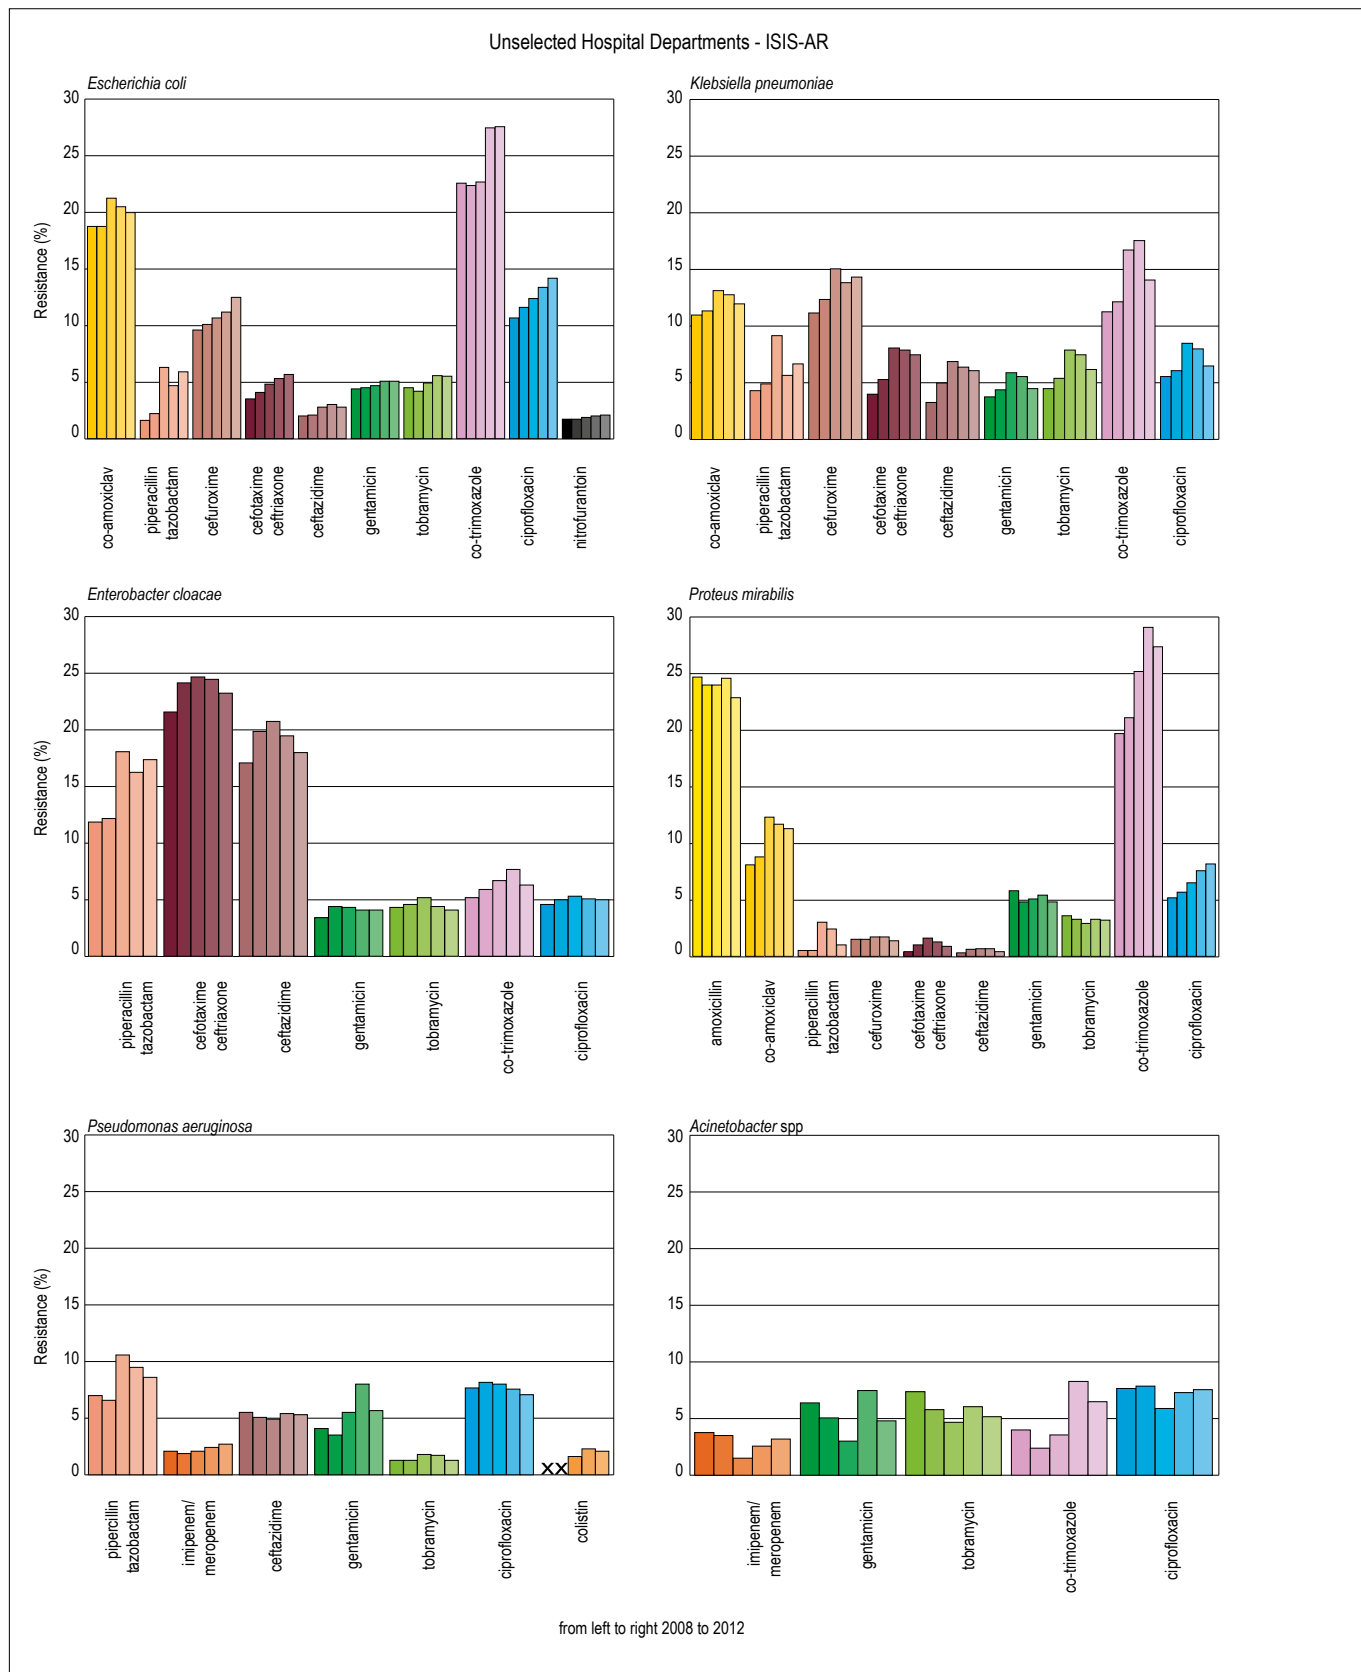 Unselected Hospital Departments - ISIS-AR
Escherichia coli
30
25
20
15
10
5
0
Resistance (%)
co-amoxiclav
piperacillin
tazobactam
cefuroxime
cefotaxime
ceftriaxone
ceftazidime
gentamicin
tobramycin
co-trimoxazole
ciprofloxacin
nitrofurantoin
Klebsiella pneumoniae
30
25
20
15
10
5
0
co-amoxiclav
piperacillin
tazobactam
cefuroxime
cefotaxime
ceftriaxone
ceftazidime
gentamicin
tobramycin
co-trimoxazole
ciprofloxacin
Enterobacter cloacae
30
25
20
15
10
5
0
Resistance (%)
piperacillin
tazobactam
cefotaxime
ceftriaxone
ceftazidime
gentamicin
tobramycin
co-trimoxazole
ciprofloxacin
Proteus mirabilis
30
25
20
15
10
5
0
amoxicillin
co-amoxiclav
piperacillin
tazobactam
cefuroxime
cefotaxime
ceftriaxone
ceftazidime
gentamicin
tobramycin
co-trimoxazole
ciprofloxacin
Pseudomonas aeruginosa
30
25
20
15
10
5
0
Resistance (%)
xx
pipercillin
tazobactam
imipenem/
meropenem
ceftazidime
gentamicin
tobramycin
ciprofloxacin
colistin
Acinetobacter spp
30
25
20
15
10
5
0
imipenem/
meropenem
gentamicin
tobramycin
co-trimoxazole
ciprofloxacin
from left to right 2008 to 2012